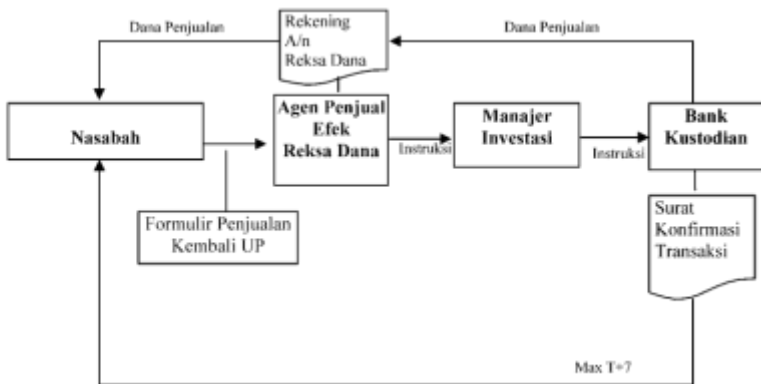 Dana Penjualan
Rekening
A/n
Reksa Dana
Dana Penjualan
Nasabah
Agen Penjual
Efek
Reksa Dana
Instruksi
Manajer
Investasi
Instruksi
Bank
Kustodian
Formulir Penjualan
Kembali UP
Surat
Konfirmasi
Transaksi
Max T+7